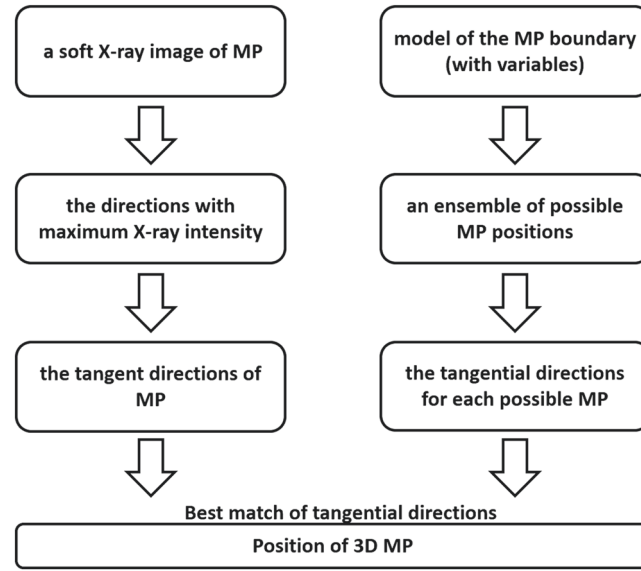 a soft X-ray image of MP
model of the MP boundary
(with variables)
the directions with
maximum X-ray intensity
an ensemble of possible
MP positions
the tangent directions of
MP
the tangential directions
for each possible MP
Best match of tangential directions
Position of 3D MP